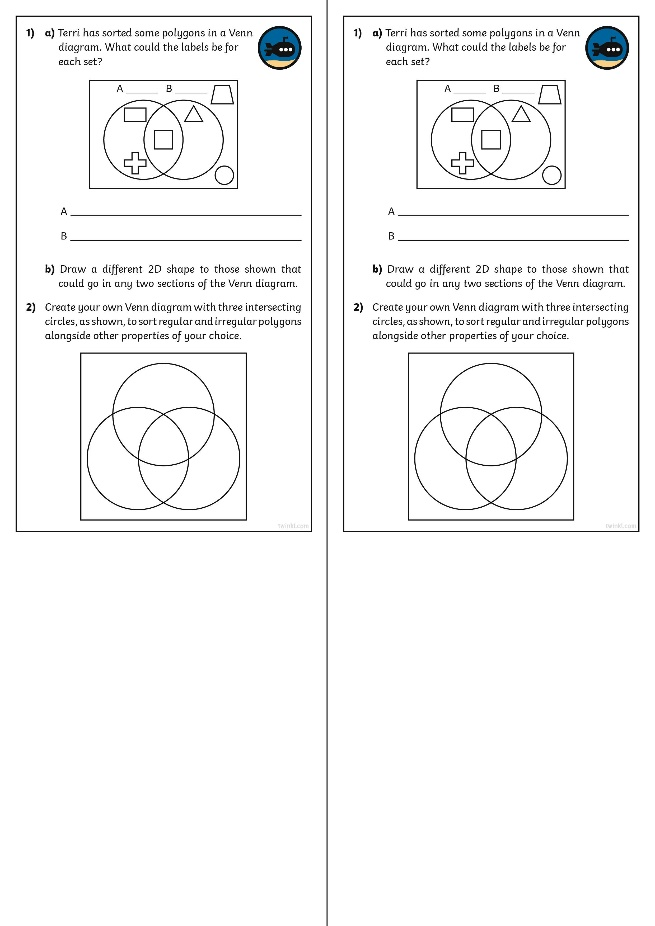 1) a) Terri has sorted some polygons in a Venn
diagram. What could the labels be for
each set?
A ______ B ______
A
B
b) Draw a different 2D shape to those shown that
could go in any two sections of the Venn diagram.
2) Create your own Venn diagram with three intersecting
circles, as shown, to sort regular and irregular polygons
alongside other properties of your choice.
twinkl.com
1) a) Terri has sorted some polygons in a Venn
diagram. What could the labels be for
each set?
A ______ B ______
A
B
b) Draw a different 2D shape to those shown that
could go in any two sections of the Venn diagram.
2) Create your own Venn diagram with three intersecting
circles, as shown, to sort regular and irregular polygons
alongside other properties of your choice.
twinkl.com